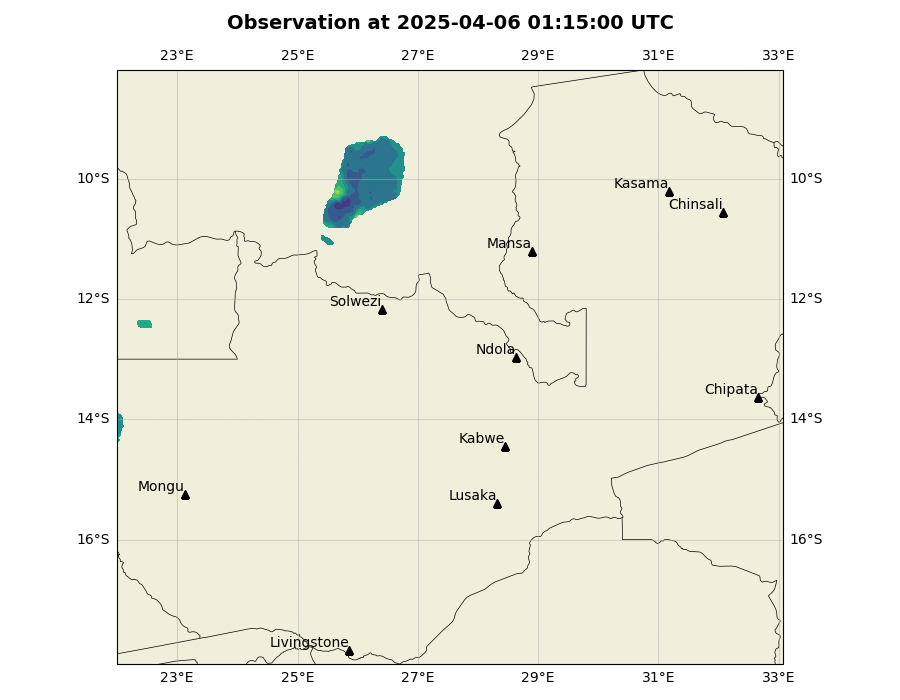 Observation at 2025-04-06 01:15:00 UTC
23°E 25°E 27°E 29°E 31°E 33°E
10°S 10°S
Kasama
Chinsali
Mansa
12°S 12°S
Solwezi
Ndola
Chipata
14°S 14°S
Kabwe
Mongu
Lusaka
16°S 16°S
Livingstone
23°E 25°E 27°E 29°E 31°E 33°E